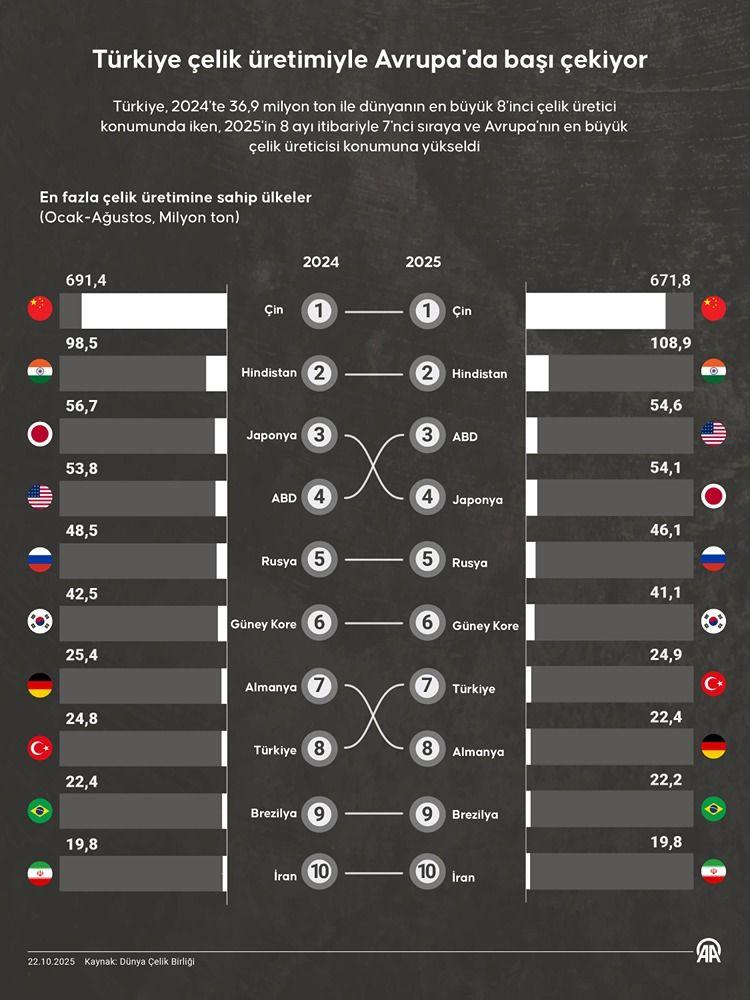 Türkiye çelik üretimiyle Avrupa'da başı çekiyor
Türkiye, 2024'te 36,9 milyon ton ile dünyanın en büyük 8'inci çelik üretici
konumunda iken, 2025'in 8 ayı itibariyle 7'nci sıraya ve Avrupa'nın en büyük
çelik üreticisi konumuna yükseldi
En fazla çelik üretimine sahip ülkeler
(Ocak-Ağustos, Milyon ton)
2024 2025
691,4 671,8
Çin 1 1 Çin
98,5 108,9
Hindistan 2 2 Hindistan
56,7 54,6
Japonya 3 3 ABD
53,8 54,1
ABD 4 4 Japonya
48,5 46,1
Rusya 5 5 Rusya
42,5 41,1
Güney Kore 6 6 Güney Kore
25,4 24,9
Almanya 7 7 Türkiye
24,8 22,4
Türkiye 8 8 Almanya
22,4 22,2
Brezilya 9 9 Brezilya
19,8 19,8
İran 10 10 İran
22.10.2025 Kaynak: Dünya Çelik Birliği
AA